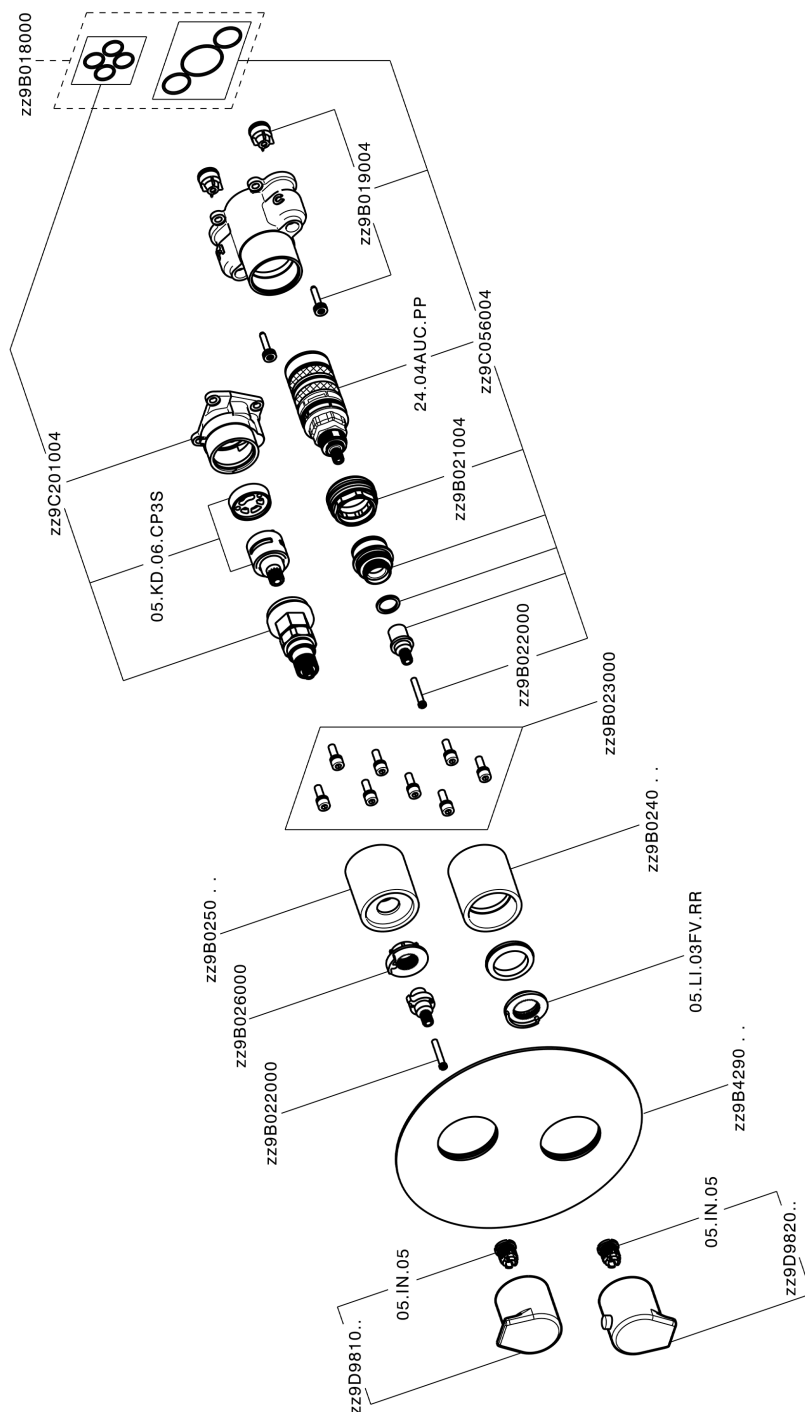 zz9B018000
zz9B019004
24.04AUC.PP
zz9C056004
zz9C201004
zz9B021004
05.KD.06.CP3S
zz9B022000
zz9B023000
zz9B0240 . .
zz9B0250 . .
05.LI.03FV.RR
zz9B026000
zz9B022000
zz9B4290 . .
05.IN.05
05.IN.05
zz9D9820..
zz9D9810..